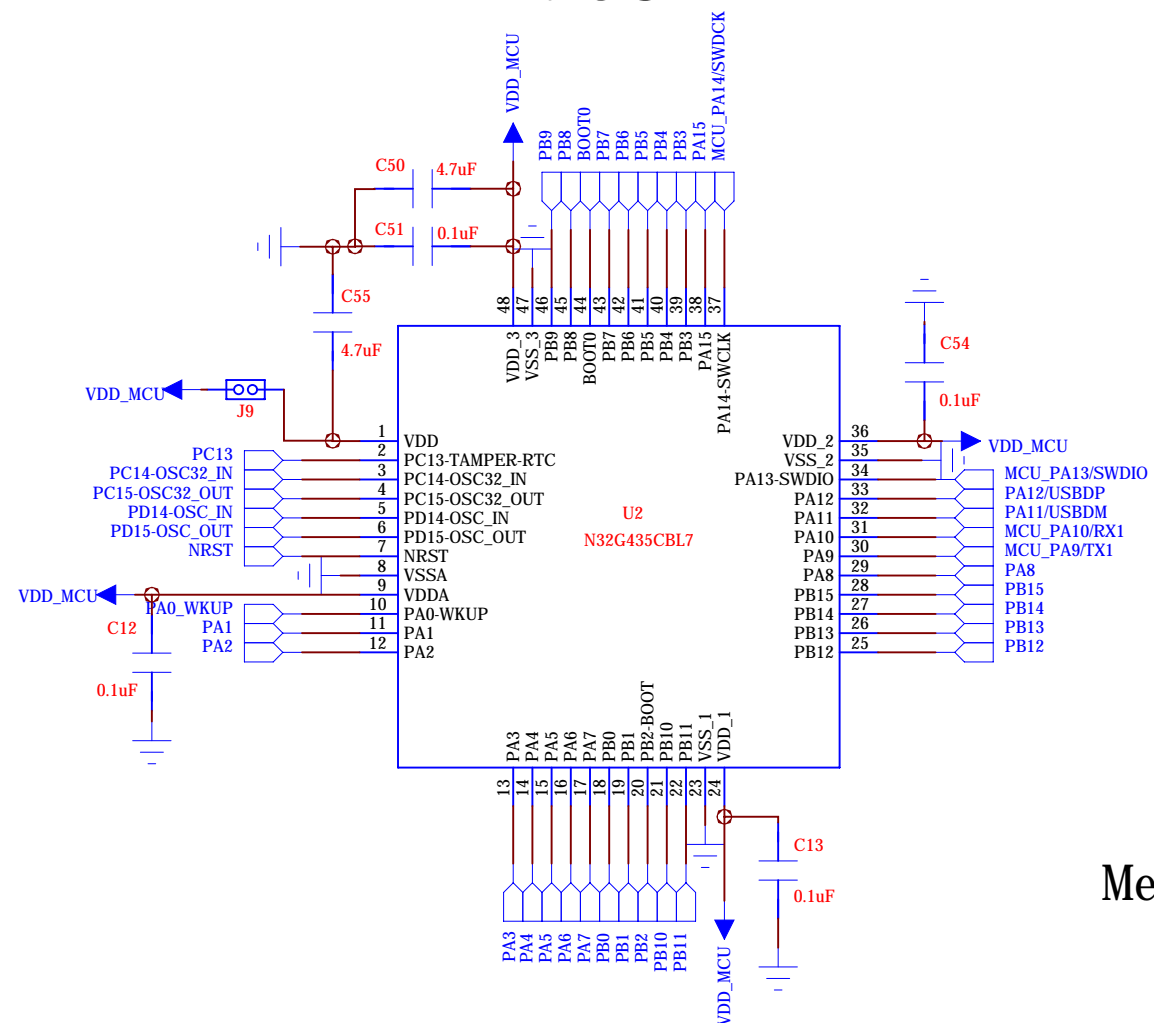 VDD_MCU
PB9
PB8
BOOT0
PB7
PB6
PB5
PB4
PB3
PA15
MCU_PA14/SWDCK
C50
4.7uF
C51
0.1uF
C55
4.7uF
48
47
46
45
44
43
42
41
40
39
38
37
VDD_3
VSS_3
PB9
PB8
BOOT0
PB7
PB6
PB5
PB4
PB3
PA15
PA14-SWCLK
C54
0.1uF
VDD_MCU
J9
PC13
PC14-OSC32_IN
PC15-OSC32_OUT
PD14-OSC_IN
PD15-OSC_OUT
NRST
VDD_MCU
PA0_WKUP
PA1
PA2
C12
0.1uF
1 VDD
2 PC13-TAMPER-RTC
3 PC14-OSC32_IN
4 PC15-OSC32_OUT
5 PD14-OSC_IN
6 PD15-OSC_OUT
7 NRST
8 VSSA
9 VDDA
10 PA0-WKUP
11 PA1
12 PA2
U2
N32G435CBL7
VDD_2 36
VSS_2 35
PA13-SWDIO 34
PA12 33
PA11 32
PA10 31
PA9 30
PA8 29
PB15 28
PB14 27
PB13 26
PB12 25
VDD_MCU
MCU_PA13/SWDIO
PA12/USBDP
PA11/USBDM
MCU_PA10/RX1
MCU_PA9/TX1
PA8
PB15
PB14
PB13
PB12
PA3
PA4
PA5
PA6
PA7
PB0
PB1
PB2-BOOT
PB10
PB11
VSS_1
VDD_1
13
14
15
16
17
18
19
20
21
22
23
24
C13
0.1uF
PA3
PA4
PA5
PA6
PA7
PB0
PB1
PB2
PB10
PB11
VDD_MCU
Me